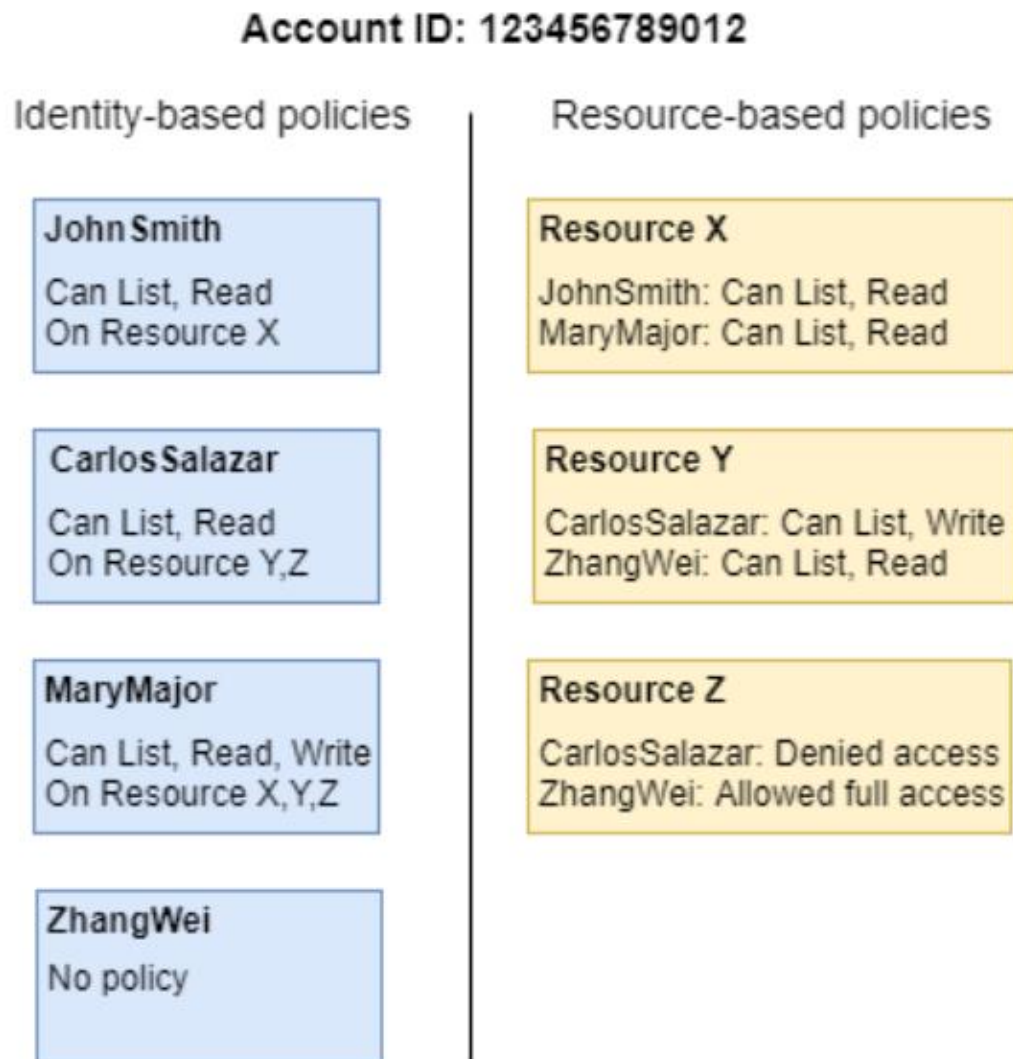 Account ID: 123456789012
Identity-based policies
JohnSmith
Can List, Read
On Resource X
CarlosSalazar
Can List, Read
On Resource Y,Z
MaryMajor
Can List, Read, Write
On Resource X,Y,Z
ZhangWei
No policy
Resource-based policies
Resource X
JohnSmith: Can List, Read
MaryMajor: Can List, Read
Resource Y
CarlosSalazar: Can List, Write
ZhangWei: Can List, Read
Resource Z
CarlosSalazar: Denied access
ZhangWei: Allowed full access